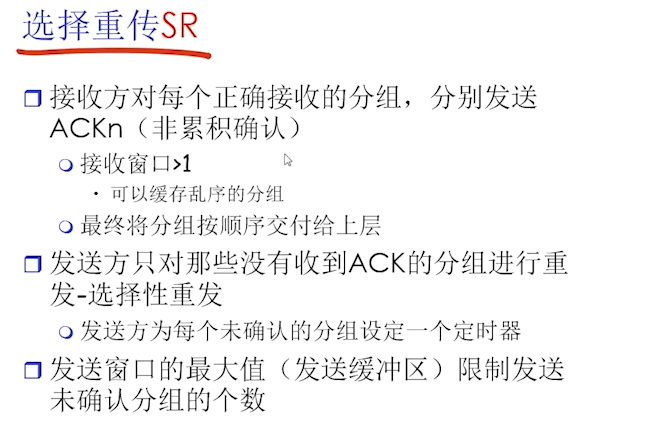 选择重传SR
接收方对每个正确接收的分组，分别发送
ACKn（非累积确认）
接收窗口>1
可以缓存乱序的分组
最终将分组按顺序交付给上层
发送方只对那些没有收到ACK的分组进行重
发-选择性重发
发送方为每个未确认的分组设定一个定时器
发送窗口的最大值（发送缓冲区）限制发送
未确认分组的个数